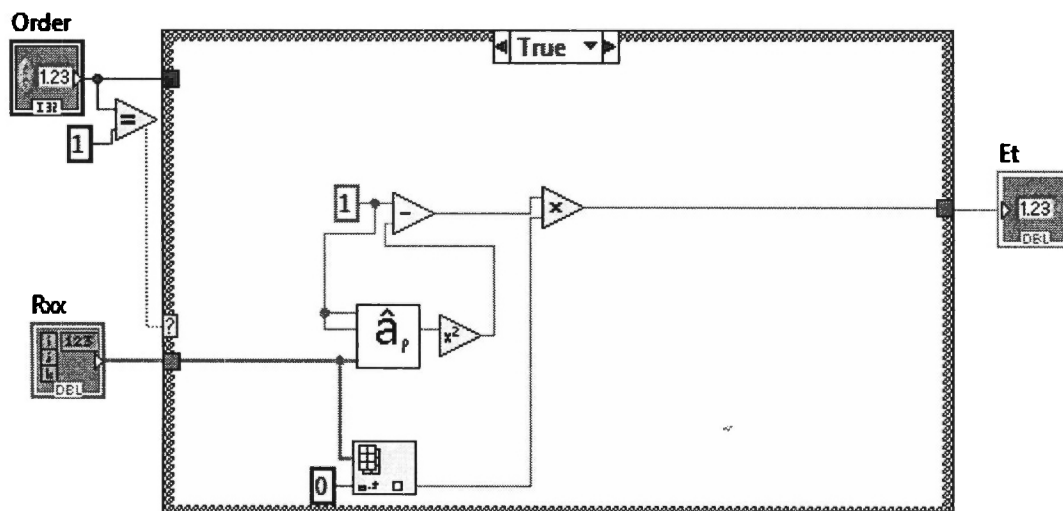 Order
True
1.23
I32
=
1
Et
1
-
x
1.23
DBL
Rxx
?
i
j
k
123
DBL
â
p
x²
0